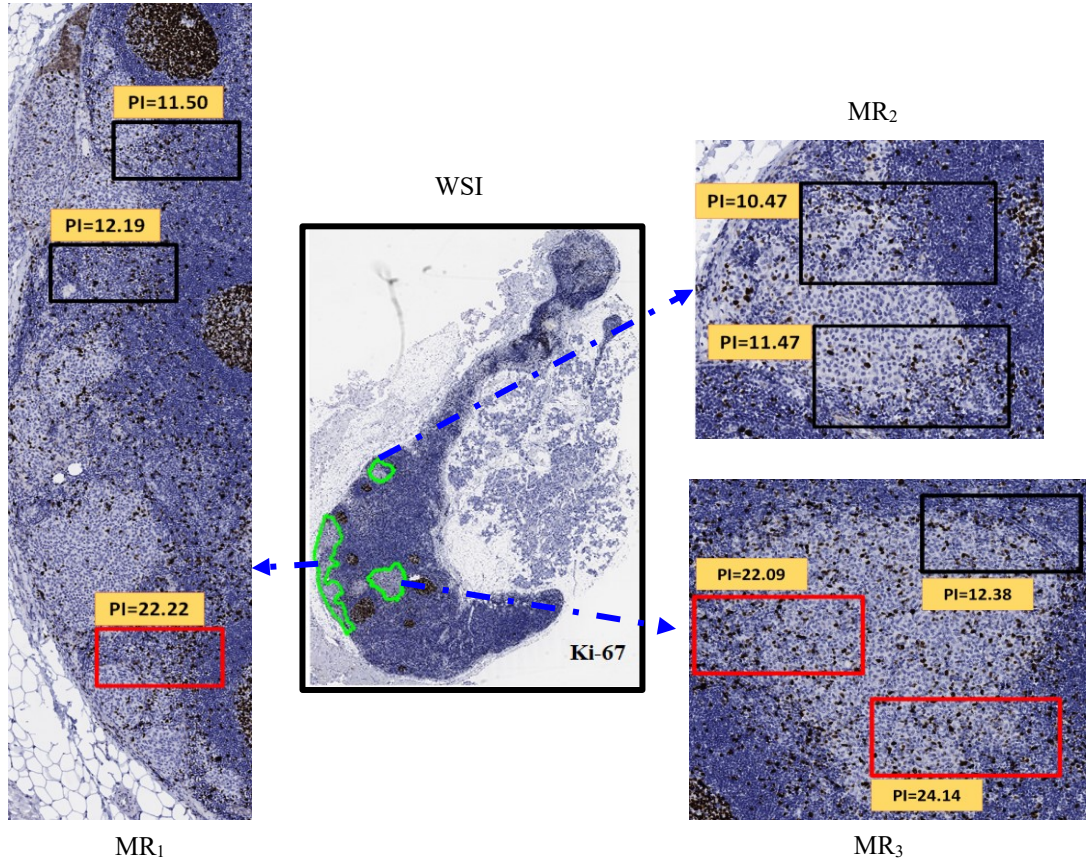 PI=11.50
PI=12.19
PI=22.22
MR₁
WSI
Ki-67
MR₂
PI=10.47
PI=11.47
PI=22.09
PI=12.38
PI=24.14
MR₃